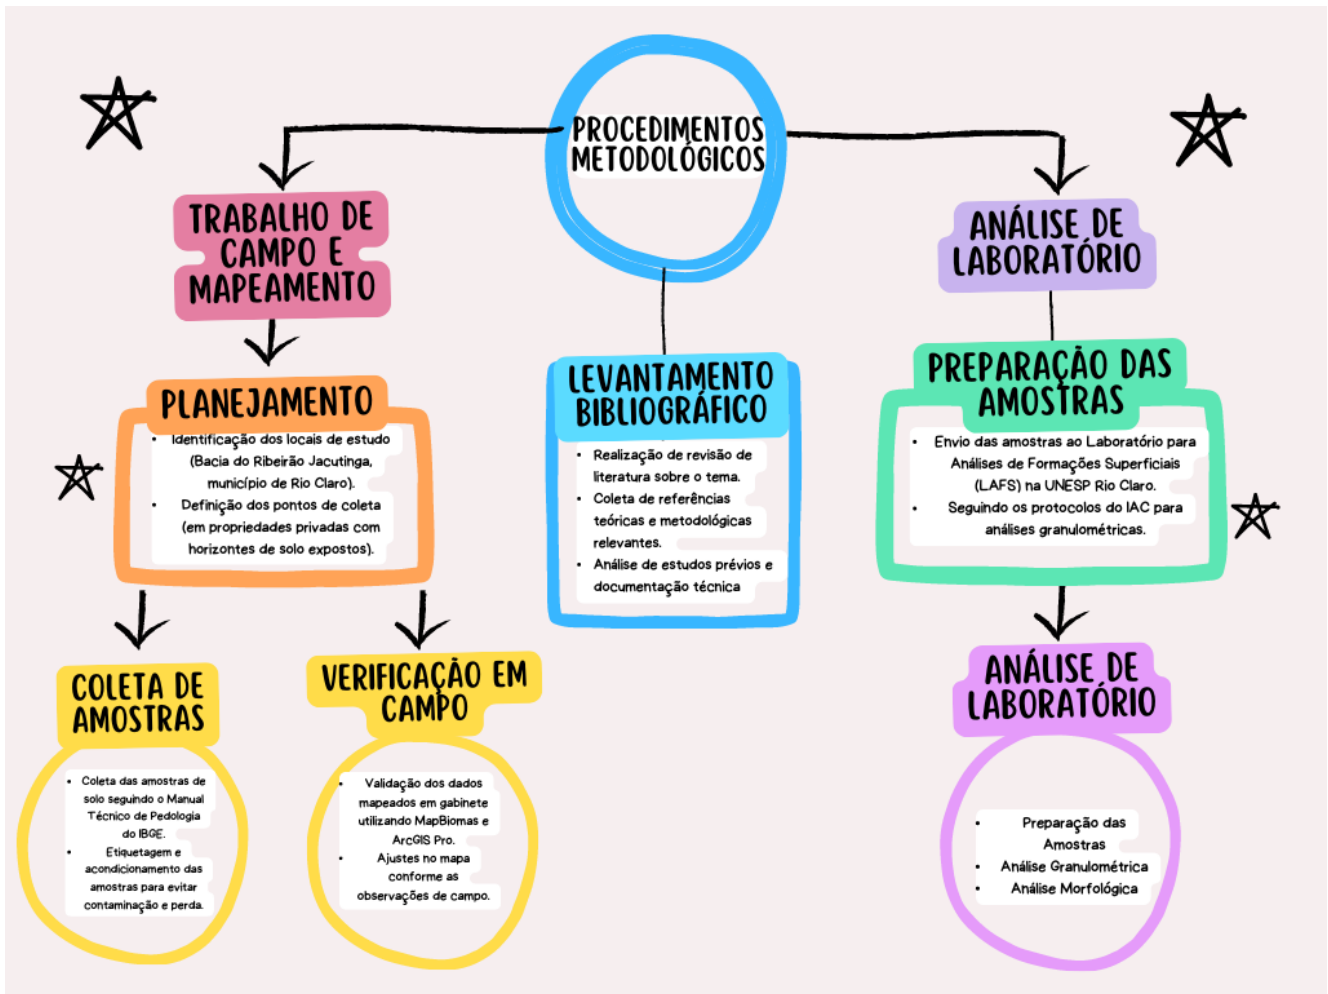 PROCEDIMENTOS
METODOLÓGICOS
TRABALHO DE
CAMPO E
MAPEAMENTO
ANÁLISE DE
LABORATÓRIO
PLANEJAMENTO
• Identificação dos locais de estudo
(Bacia do Ribeirão Jacutinga,
município de Rio Claro).
• Definição dos pontos de coleta
(em propriedades privadas com
horizontes de solo expostos).
LEVANTAMENTO
BIBLIOGRÁFICO
• Realização de revisão de
literatura sobre o tema.
• Coleta de referências
teóricas e metodológicas
relevantes.
• Análise de estudos prévios e
documentação técnica
PREPARAÇÃO DAS
AMOSTRAS
• Envio das amostras ao Laboratório para
Análises de Formações Superficiais
(LAFS) na UNESP Rio Claro.
• Seguindo os protocolos do IAC para
análises granulométricas.
COLETA DE
AMOSTRAS
• Coleta das amostras de
solo seguindo o Manual
Técnico de Pedologia
do IBGE.
• Etiquetagem e
acondicionamento das
amostras para evitar
contaminação e perda.
VERIFICAÇÃO EM
CAMPO
• Validação dos dados
mapeados em gabinete
utilizando MapBiomas e
ArcGIS Pro.
• Ajustes no mapa
conforme as
observações de campo.
ANÁLISE DE
LABORATÓRIO
• Preparação das
Amostras
• Análise Granulométrica
• Análise Morfológica